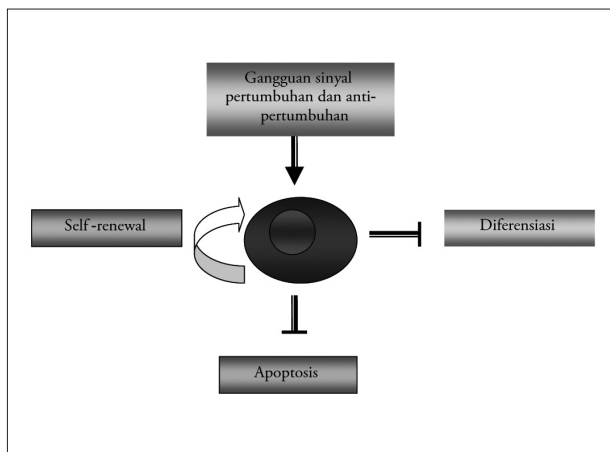 Gangguan sinyal
pertumbuhan dan anti-
pertumbuhan
Self-renewal
Diferensiasi
Apoptosis